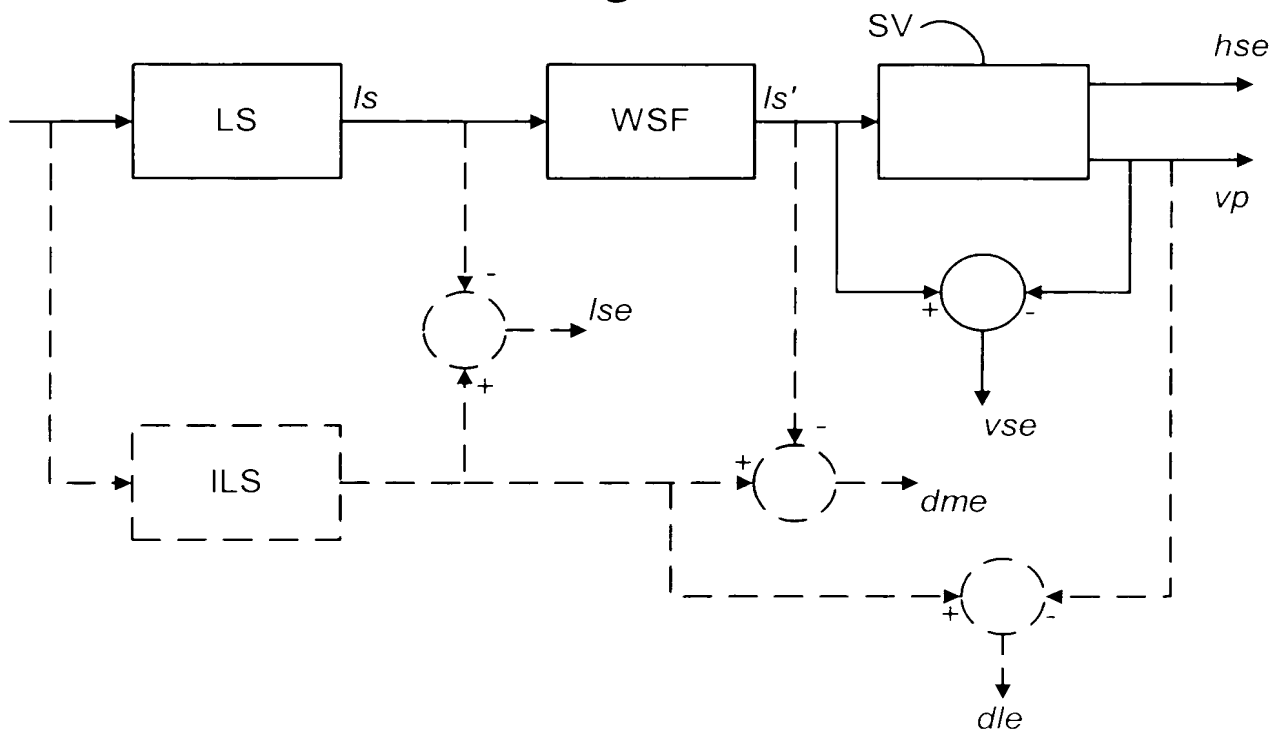 SV
hse
LS
ls
WSF
ls'
vp
-
lse
+
+
-
vse
ILS
-
+
dme
+
-
dle